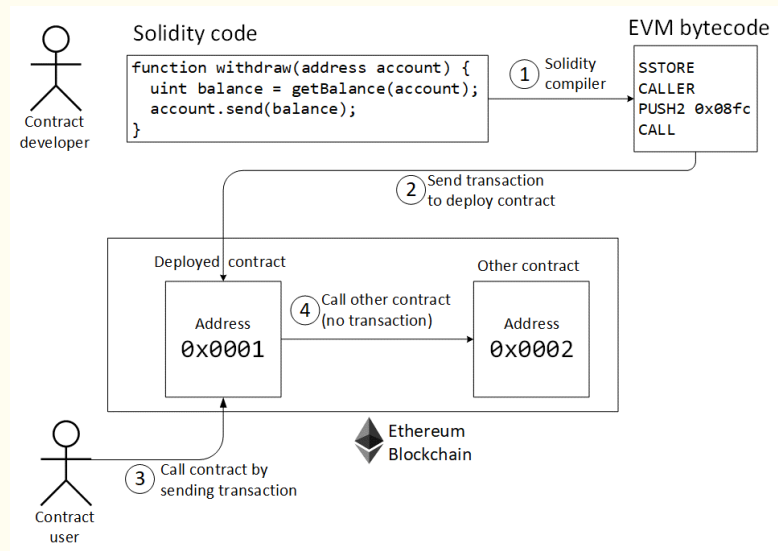 Solidity code
EVM bytecode
function withdraw(address account) {
uint balance = getBalance(account);
account.send(balance);
}
Contract
developer
1
Solidity
compiler
SSTORE
CALLER
PUSH2 0x08fc
CALL
2
Send transaction
to deploy contract
Deployed contract
Other contract
Address
0x0001
4
Call other contract
(no transaction)
Address
0x0002
Ethereum
Blockchain
3
Call contract by
sending transaction
Contract
user